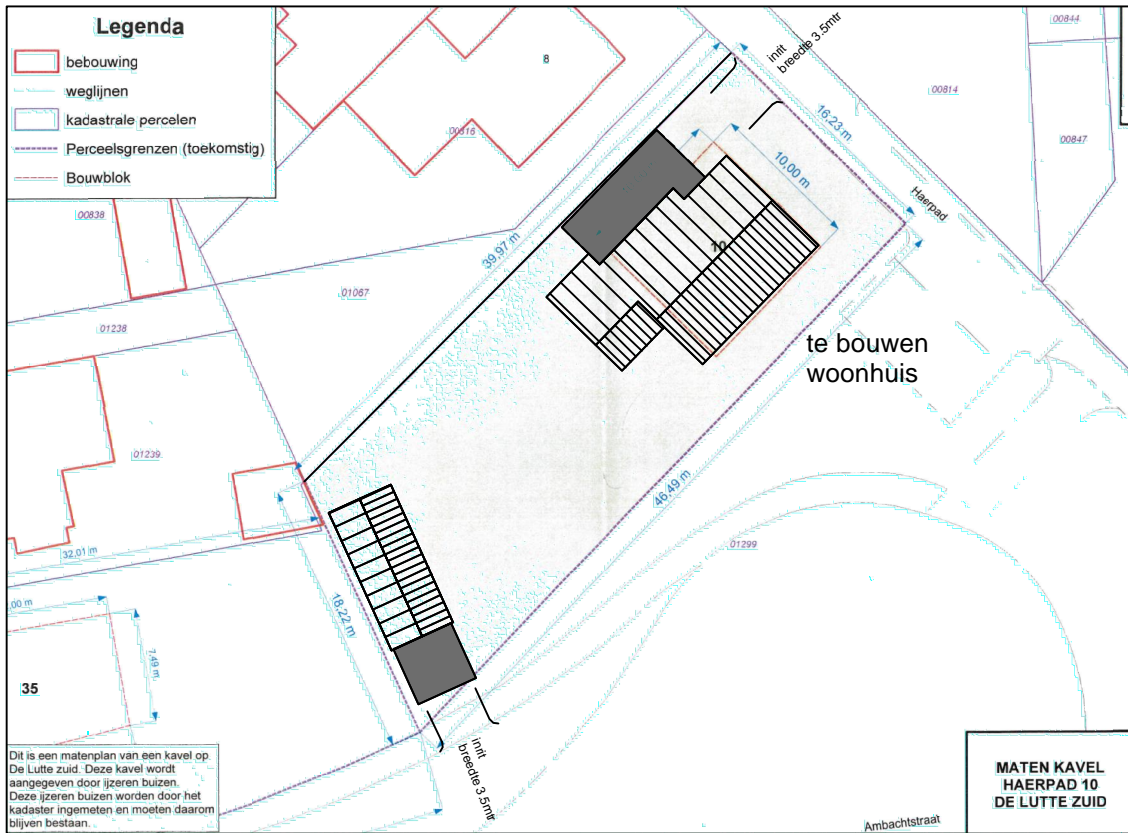 Legenda
bebouwing
weglijnen
kadastrale percelen
Perceelsgrenzen (toekomstig)
Bouwblok
8
00816
00838
01067
01238
01239
32,01 m
,00 m
7,49 m
35
18,22 m
39,97 m
inrit
breedte 3.5mtr
16,23 m
10,00 m
10
Haerpad
00844
00814
00847
te bouwen
woonhuis
46,49 m
01299
inrit
breedte 3.5mtr
Dit is een matenplan van een kavel op
De Lutte zuid. Deze kavel wordt
aangegeven door ijzeren buizen.
Deze ijzeren buizen worden door het
kadaster ingemeten en moeten daarom
blijven bestaan.
Ambachtstraat
MATEN KAVEL
HAERPAD 10
DE LUTTE ZUID